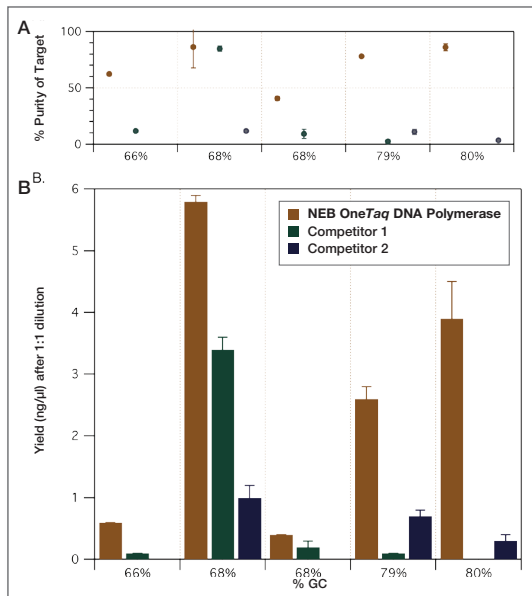 A
% Purity of Target
100
50
0
66%
68%
68%
79%
80%
B
B.
Yield (ng/µl) after 1:1 dilution
6
5
4
3
2
1
0
NEB OneTaq DNA Polymerase
Competitor 1
Competitor 2
66%
68%
68%
79%
80%
% GC